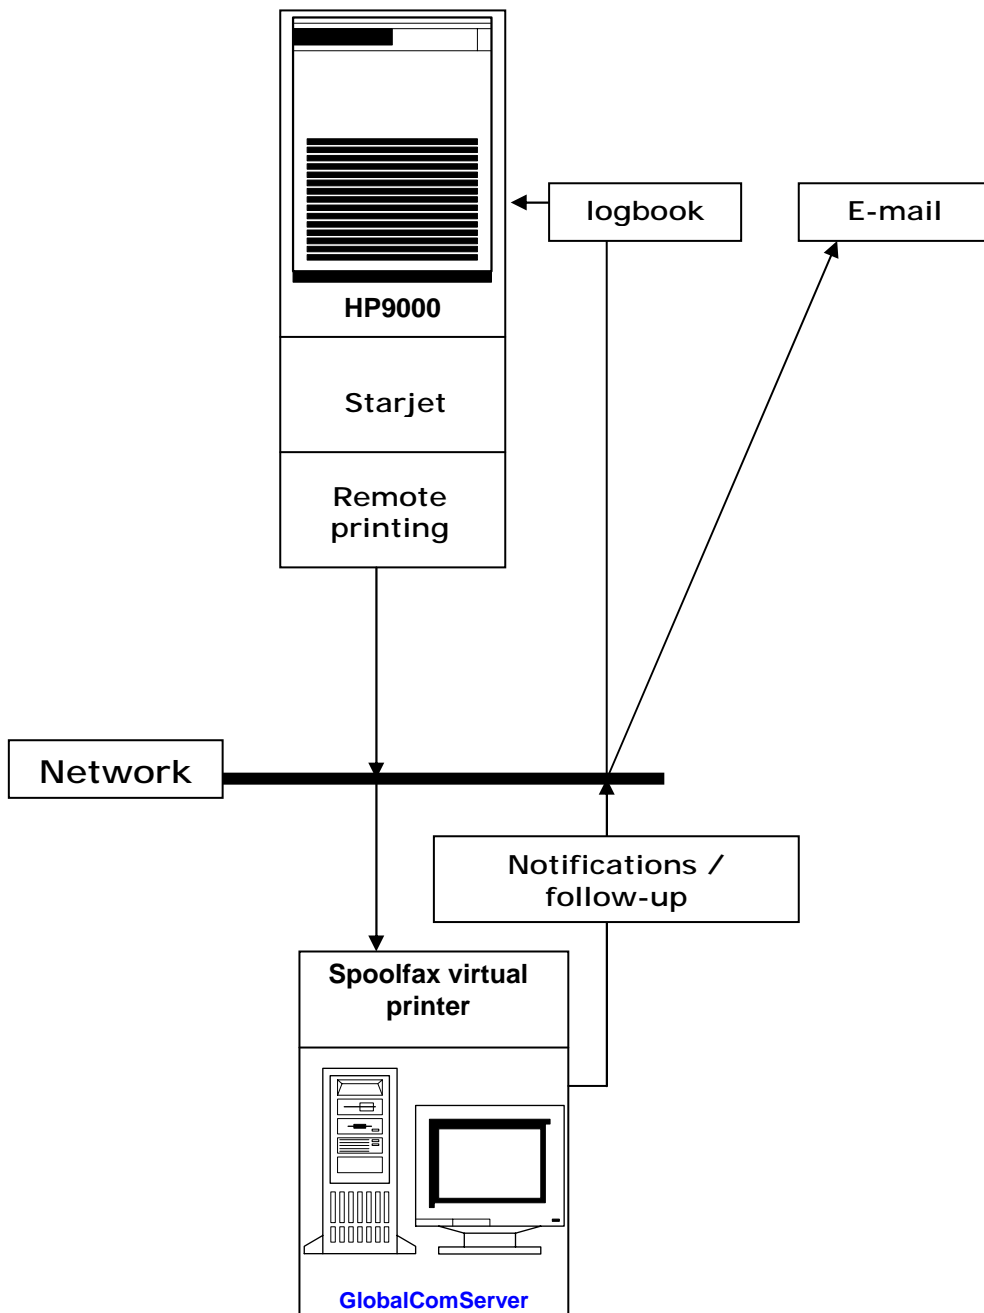 logbook
E-mail
HP9000
Starjet
Remote
printing
Network
Notifications /
follow-up
Spoolfax virtual
printer
GlobalComServer